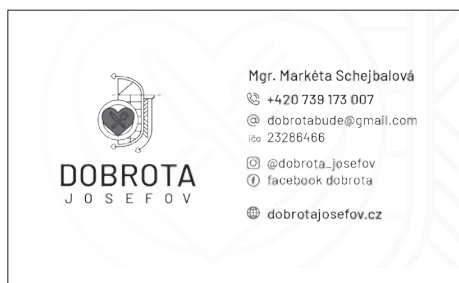 DOBROTA
JOSEFOV
Mgr. Markéta Schejbalová
+420 739 173 007
@ dobrotabude@gmail.com
ičo 23286466
@dobrota_josefov
facebook dobrota
dobrotajosefov.cz